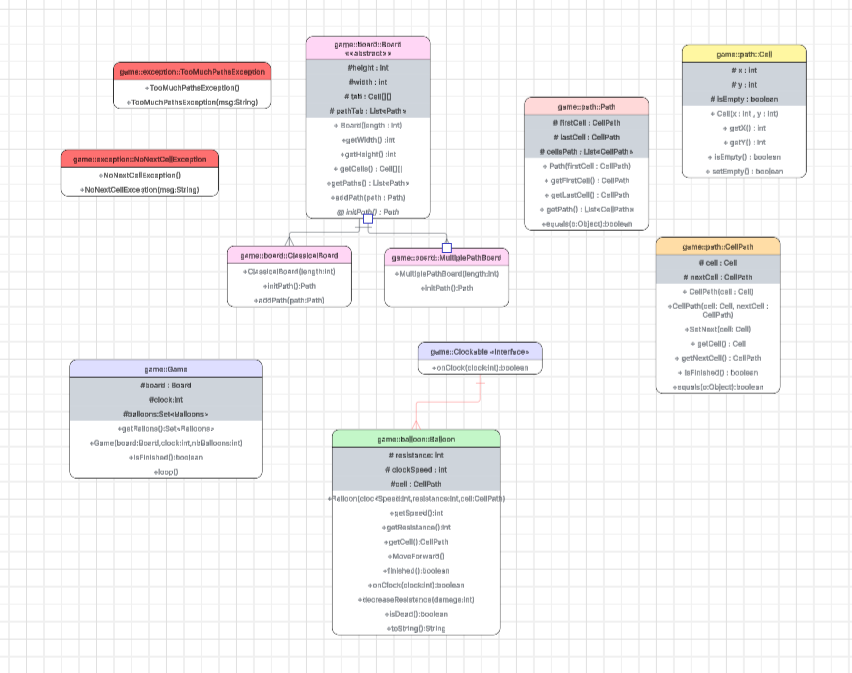 game::exception::TooMuchPathsException
+TooMuchPathsException()
+TooMuchPathsException(msg:String)
game::exception::NoNextCellException
+NoNextCellException()
+NoNextCellException(msg:String)
game::board::Board
<<abstract>>
#height : int
#width : int
# tab : Cell[][]
# pathTab : List<Path>
+ Board(length : int)
+getWidth() :int
+getHeight() :int
+ getCells() : Cell[][]
+getPaths() : List<Path>
+addPath(path : Path)
@ initPath() : Path
game::board::ClassicalBoard
+ClassicalBoard(length:int)
+initPath():Path
+addPath(path:Path)
game::board::MultiplePathBoard
+MultiplePathBoard(length:int)
+initPath():Path
game::path::Path
# firstCell : CellPath
# lastCell : CellPath
# cellsPath : List<CellPath>
+ Path(firstCell : CellPath)
+ getFirstCell() : CellPath
+ getLastCell() : CellPath
+ getPath() : List<CellPath>
+equals(o:Object):boolean
game::path::Cell
# x : int
# y : int
# isEmpty : boolean
+ Cell(x : int , y : int)
+ getX() : int
+ getY() : int
+ isEmpty() : boolean
+ setEmpty() : boolean
game::path::CellPath
# cell : Cell
# nextCell : CellPath
+ CellPath(cell : Cell)
+CellPath(cell: Cell, nextCell :
CellPath)
+SetNext(cell: Cell)
+ getCell() : Cell
+ getNextCell() : CellPath
+ isFinished() : boolean
+equals(o:Object):boolean
game::Game
#board : Board
#clock:int
#balloons:Set<Balloons>
+getBallons():Set<Balloons>
+Game(board:Board,clock:int,nbBalloons:int)
+isFinished():boolean
+loop()
game::Clockable <<interface>>
+onClock(clock:int):boolean
game::balloon::Balloon
# resistance: int
# clockSpeed : int
#cell : CellPath
+Balloon(clockSpeed:int,resistance:int,cell:CellPath)
+getSpeed():int
+getResistance():int
+getCell():CellPath
+MoveForward()
+finished():boolean
+onClock(clock:int):boolean
+decreaseResistance(damage:int)
+isDead():boolean
+toString():String